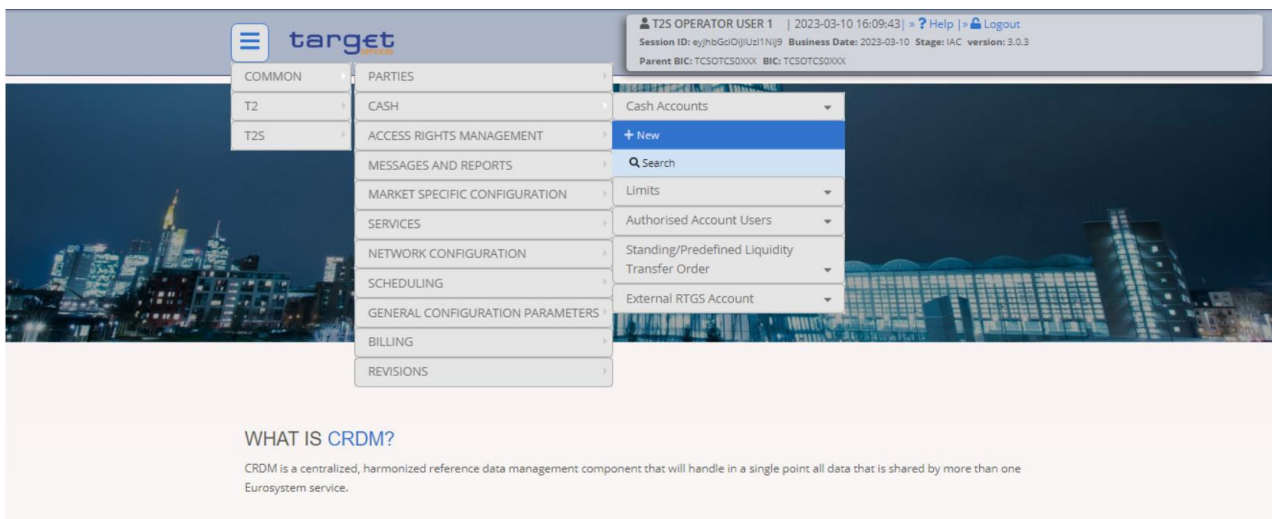 T2S OPERATOR USER 1 | 2023-03-10 16:09:43| » ? Help |» Logout
target
services
Session ID: eyJhbGciOiJIUzI1NiJ9 Business Date: 2023-03-10 Stage: IAC version: 3.0.3
Parent BIC: TCSOTCS0XXX BIC: TCSOTCS0XXX
COMMON
T2
T2S
PARTIES
CASH
ACCESS RIGHTS MANAGEMENT
MESSAGES AND REPORTS
MARKET SPECIFIC CONFIGURATION
SERVICES
NETWORK CONFIGURATION
SCHEDULING
GENERAL CONFIGURATION PARAMETERS
BILLING
REVISIONS
Cash Accounts
+ New
Search
Limits
Authorised Account Users
Standing/Predefined Liquidity
Transfer Order
External RTGS Account
WHAT IS CRDM?
CRDM is a centralized, harmonized reference data management component that will handle in a single point all data that is shared by more than one
Eurosystem service.